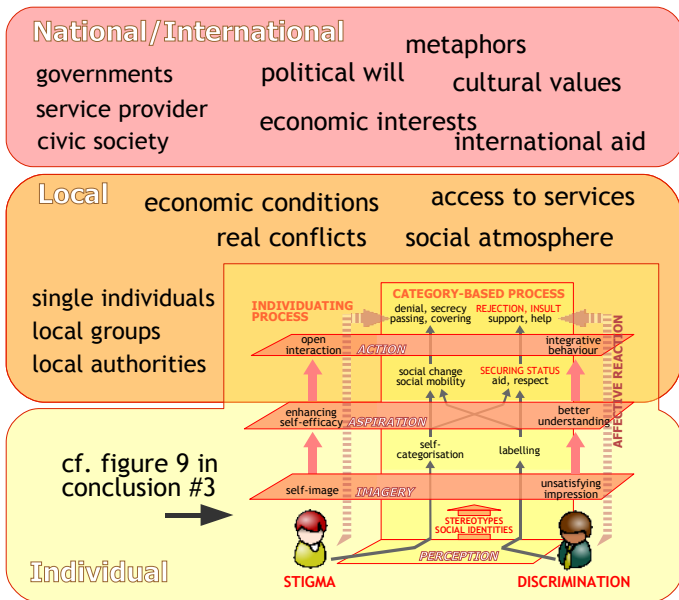 National/International
metaphors
governments
political will
cultural values
service provider
economic interests
civic society
international aid
Local
economic conditions
access to services
real conflicts
social atmosphere
single individuals
local groups
local authorities
INDIVIDUATING
PROCESS
CATEGORY-BASED PROCESS
denial, secrecy
passing, covering
REJECTION, INSULT
support, help
open
interaction
ACTION
integrative
behaviour
social change
social mobility
SECURING STATUS
aid, respect
AFFECTIVE REACTION
enhancing
self-efficacy
ASPIRATION
better
understanding
self-
categorisation
labelling
cf. figure 9 in
conclusion #3
self-image
IMAGERY
unsatisfying
impression
STEREOTYPES
SOCIAL IDENTITIES
PERCEPTION
Individual
STIGMA
DISCRIMINATION